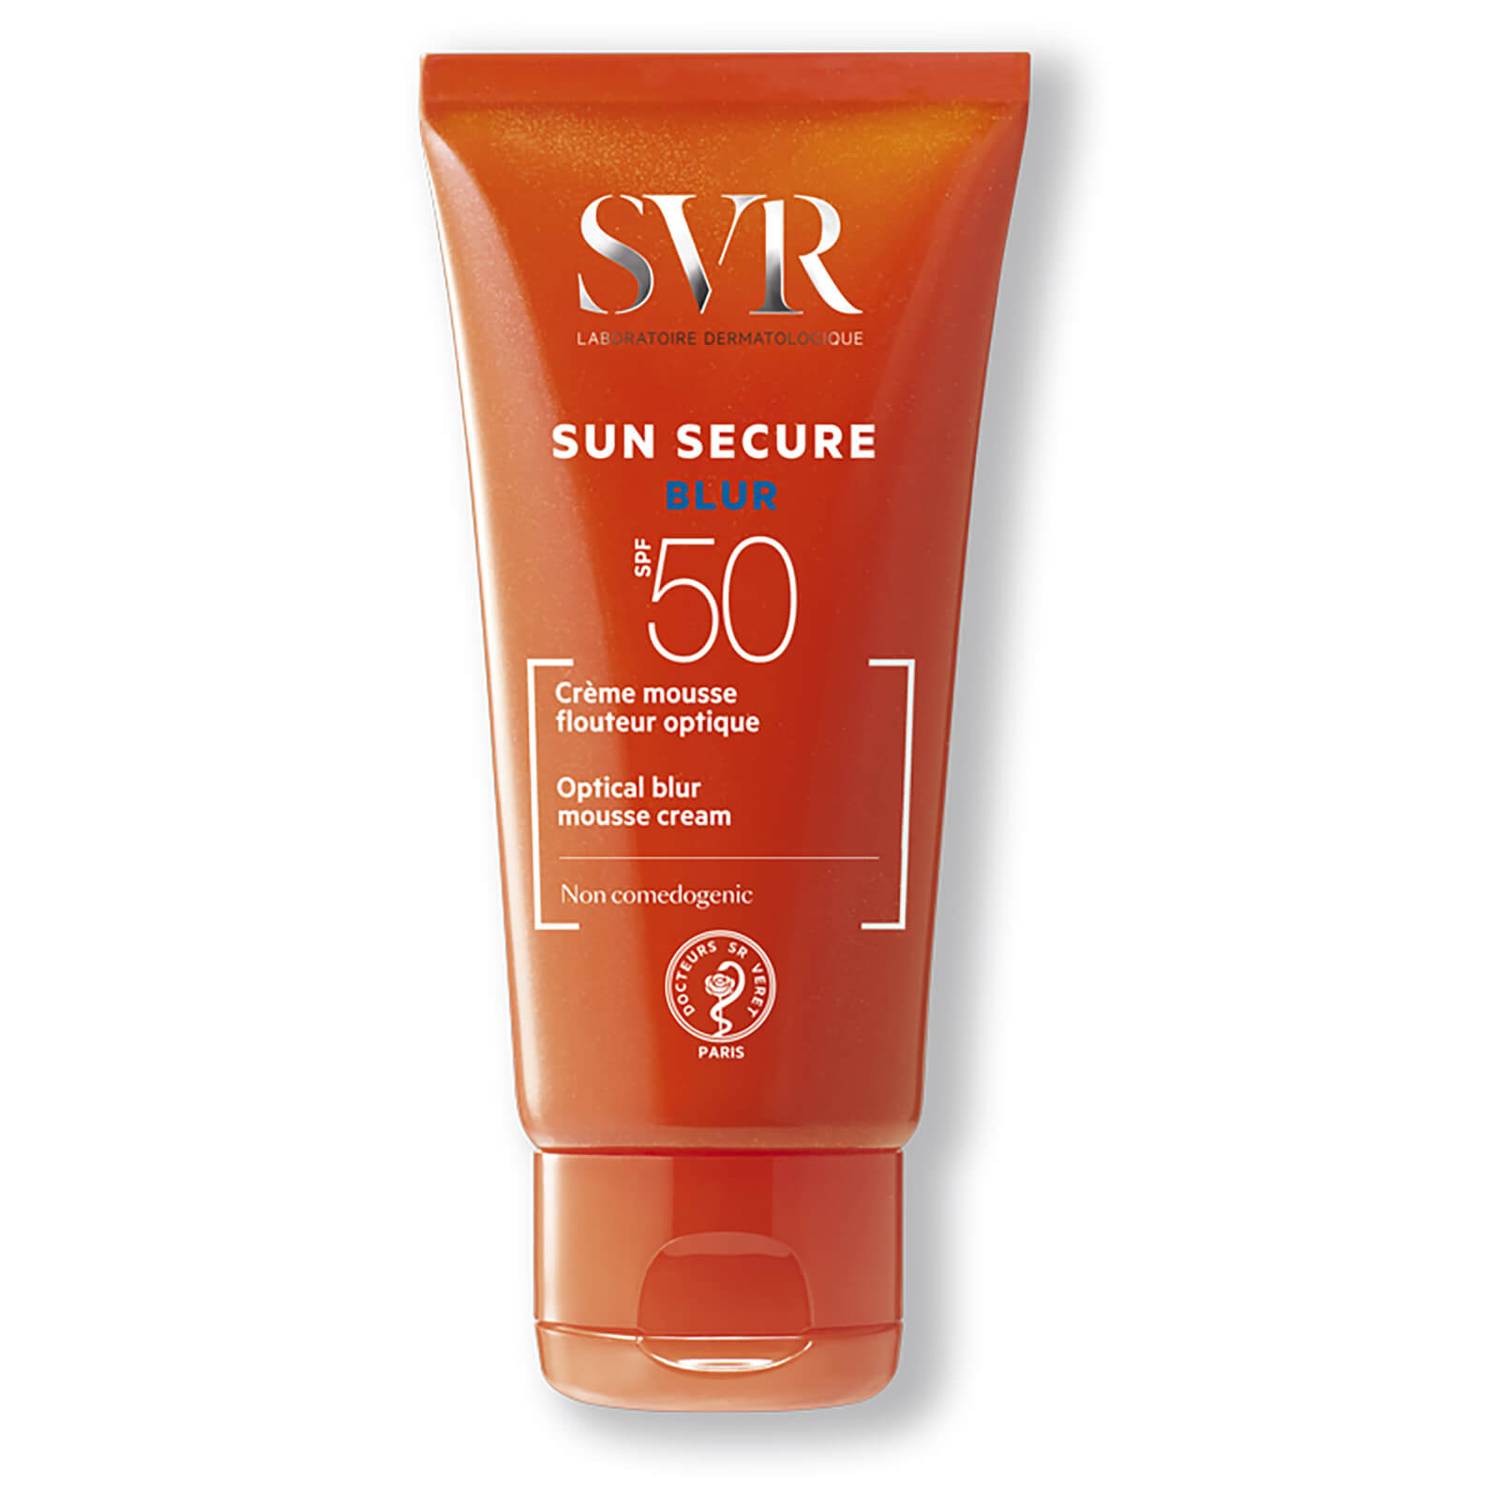 SVR
LABORATOIRE DERMATOLOGIQUE
SUN SECURE
BLUR
SPF 50
Crème mousse
flouteur optique
Optical blur
mousse cream
Non comedogenic
DOCTEURS SR VERET
PARIS